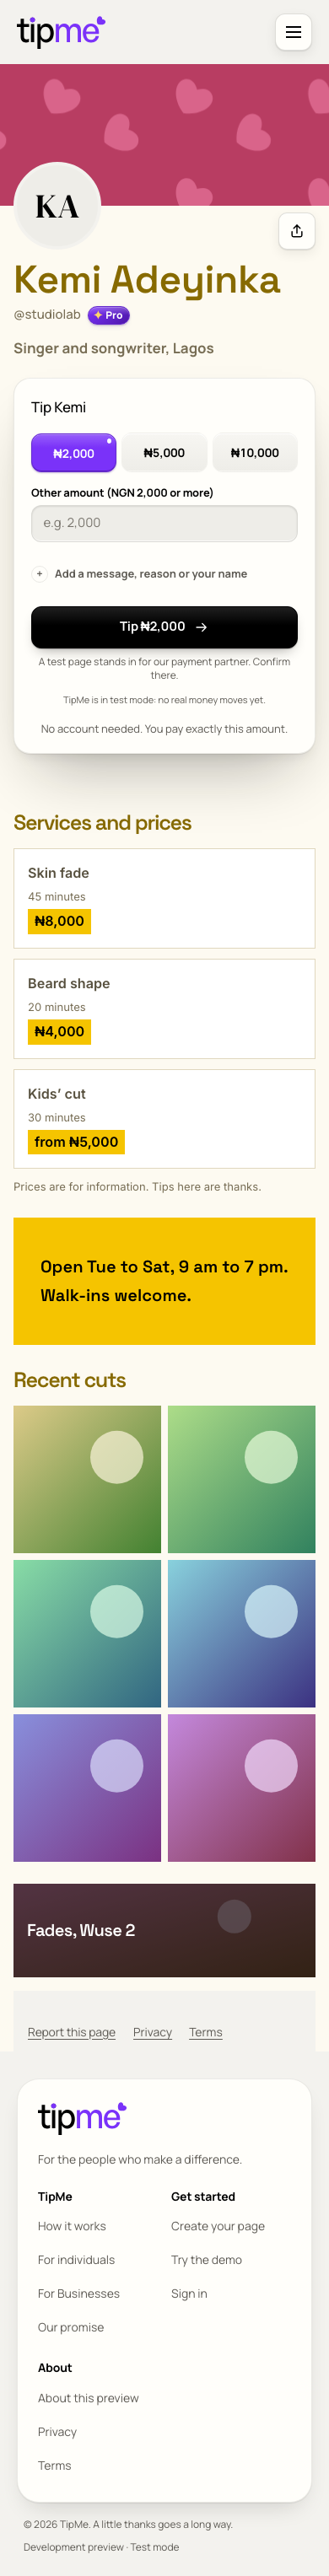 tipme
KA
Kemi Adeyinka
@studiolab
Pro
Singer and songwriter, Lagos
Tip Kemi
₦2,000
₦5,000
₦10,000
Other amount (NGN 2,000 or more)
e.g. 2,000
+ Add a message, reason or your name
Tip ₦2,000 →
A test page stands in for our payment partner. Confirm
there.
TipMe is in test mode: no real money moves yet.
No account needed. You pay exactly this amount.
Services and prices
Skin fade
45 minutes
₦8,000
Beard shape
20 minutes
₦4,000
Kids’ cut
30 minutes
from ₦5,000
Prices are for information. Tips here are thanks.
Open Tue to Sat, 9 am to 7 pm.
Walk-ins welcome.
Recent cuts
Fades, Wuse 2
Report this page
Privacy
Terms
tipme
For the people who make a difference.
TipMe
How it works
For individuals
For Businesses
Our promise
Get started
Create your page
Try the demo
Sign in
About
About this preview
Privacy
Terms
© 2026 TipMe. A little thanks goes a long way.
Development preview · Test mode